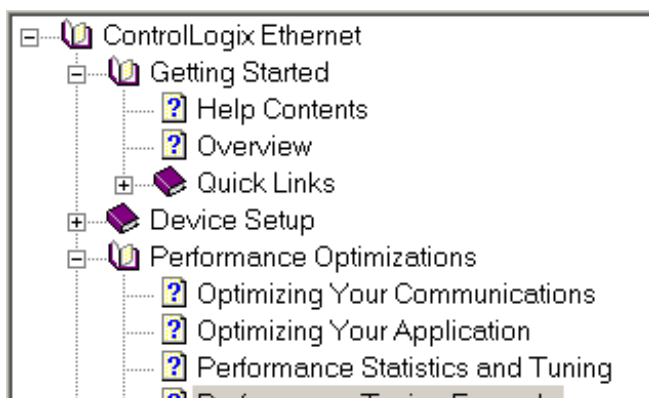 ControlLogix Ethernet
Getting Started
Help Contents
Overview
Quick Links
Device Setup
Performance Optimizations
Optimizing Your Communications
Optimizing Your Application
Performance Statistics and Tuning